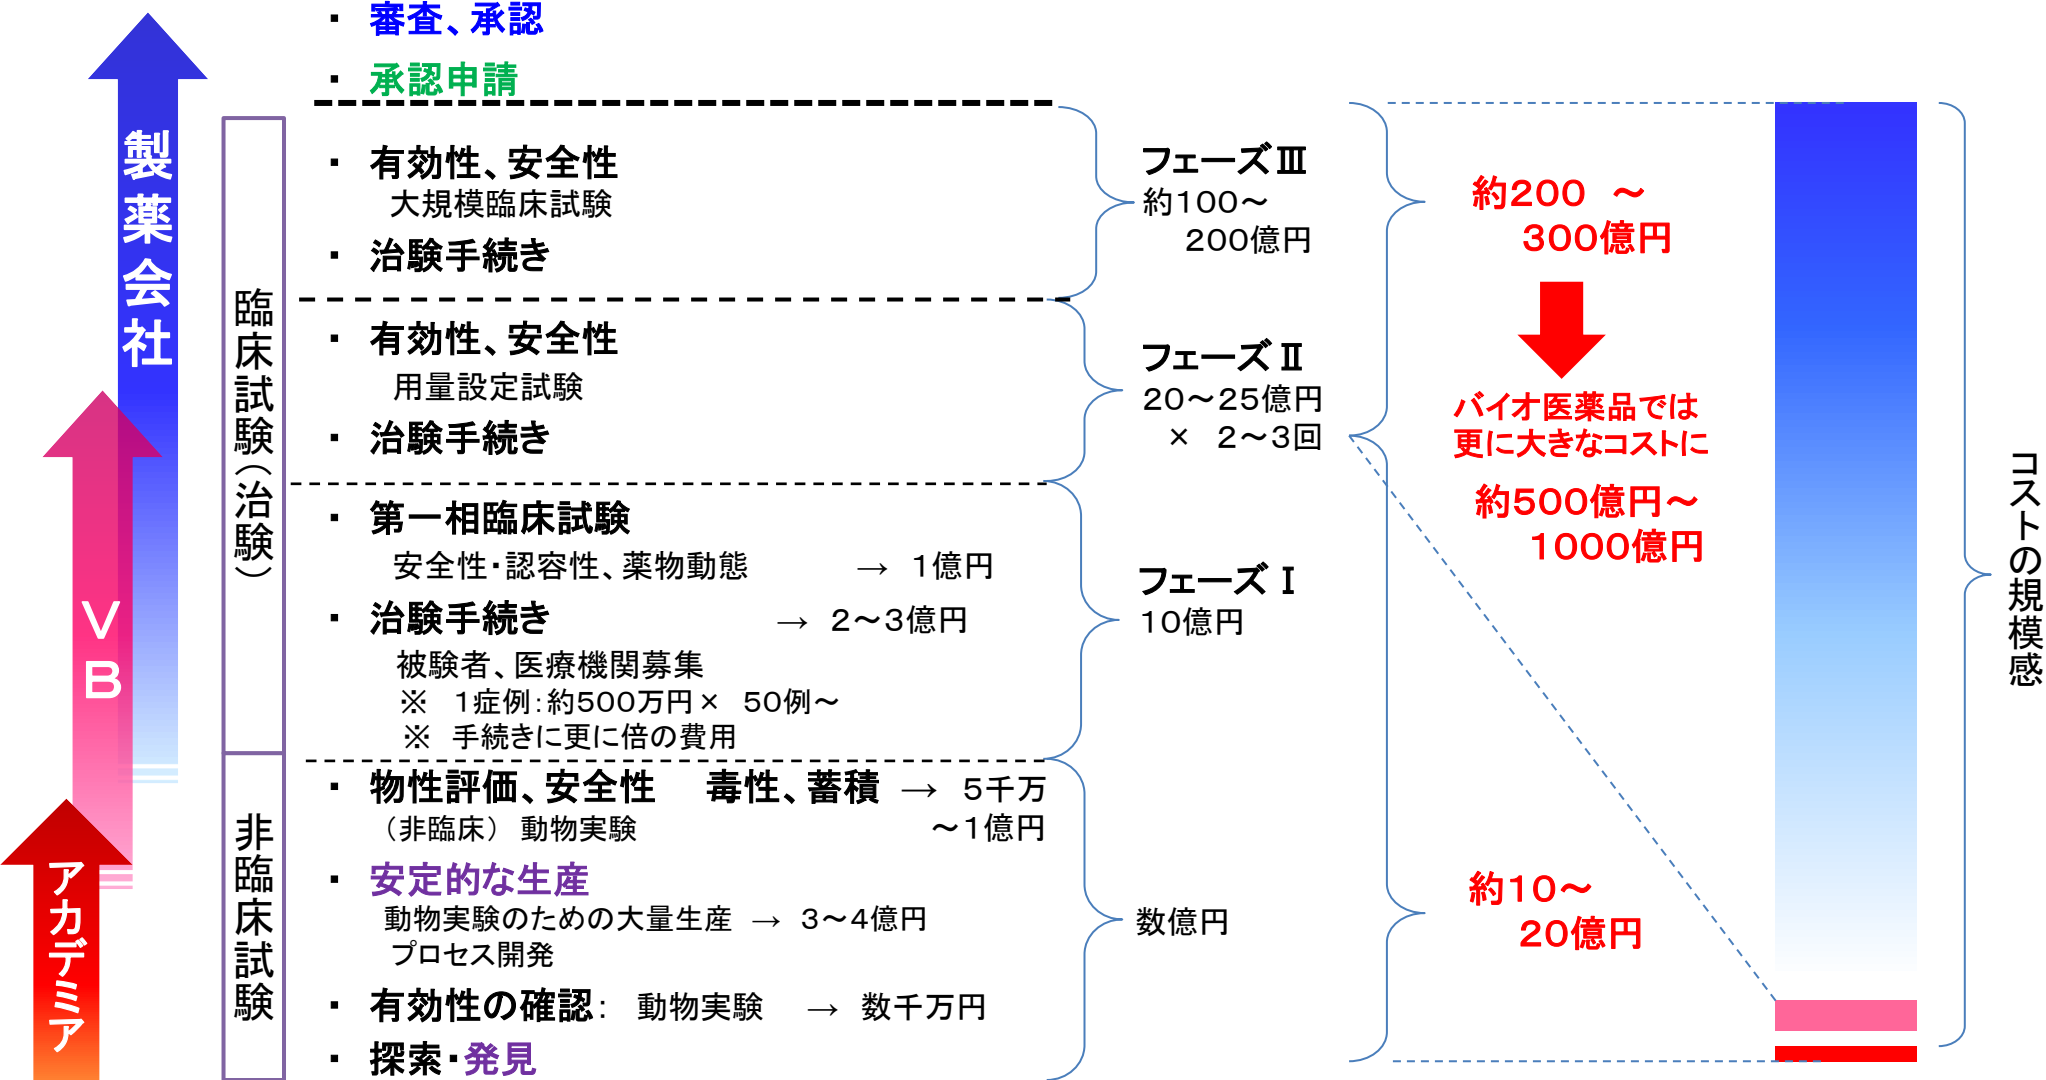 ・ 審査、承認
・ 承認申請
製薬会社
VB
アカデミア
臨床試験（治験）
非臨床試験
・ 有効性、安全性
大規模臨床試験
・ 治験手続き
・ 有効性、安全性
用量設定試験
・ 治験手続き
・ 第一相臨床試験
安全性・認容性、薬物動態 → 1億円
・ 治験手続き → 2～3億円
被験者、医療機関募集
※ 1症例：約500万円× 50例～
※ 手続きに更に倍の費用
・ 物性評価、安全性 毒性、蓄積 → 5千万
（非臨床） 動物実験 ～1億円
・ 安定的な生産
動物実験のための大量生産 → 3～4億円
プロセス開発
・ 有効性の確認： 動物実験 → 数千万円
・ 探索・発見
フェーズⅢ
約100～
200億円
フェーズⅡ
20～25億円
× 2～3回
フェーズⅠ
10億円
数億円
約200 ～
300億円
バイオ医薬品では
更に大きなコストに
約500億円～
1000億円
約10～
20億円
コストの規模感